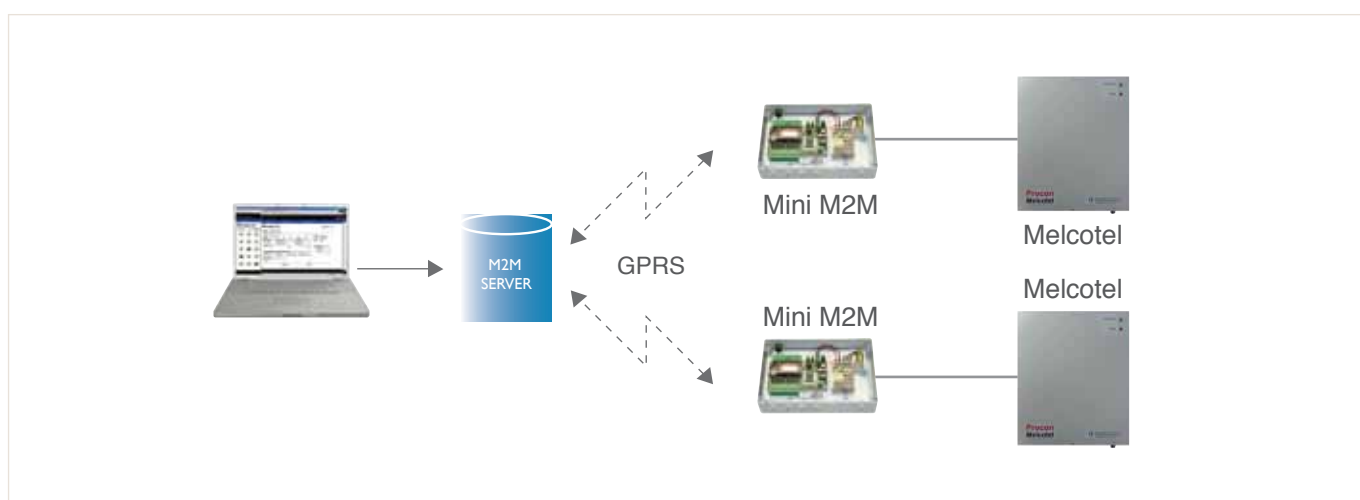 Mini M2M
Melcotel
M2M
SERVER
GPRS
Mini M2M
Melcotel
Procon
Melcotel
Procon
Melcotel